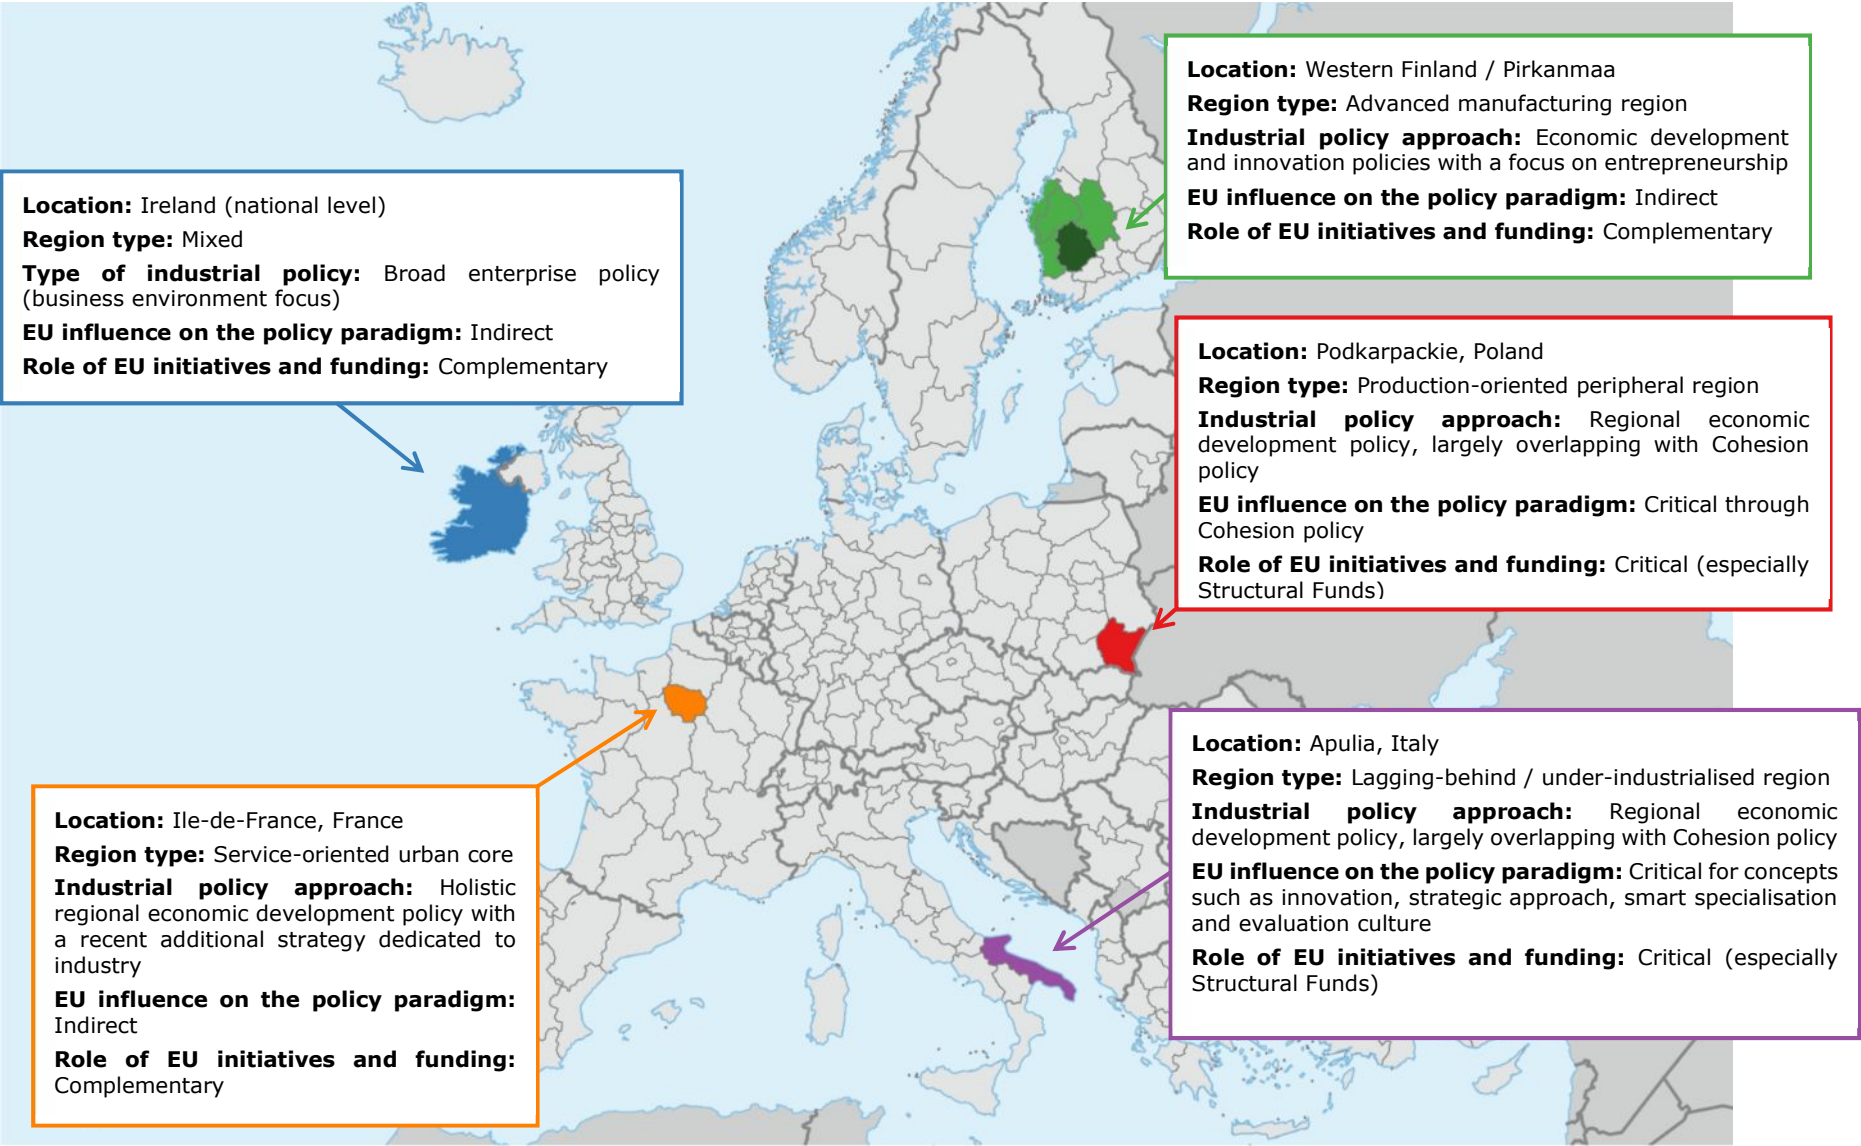 Location: Western Finland / Pirkanmaa
Region type: Advanced manufacturing region
Industrial policy approach: Economic development
and innovation policies with a focus on entrepreneurship
EU influence on the policy paradigm: Indirect
Role of EU initiatives and funding: Complementary
Location: Ireland (national level)
Region type: Mixed
Type of industrial policy: Broad enterprise policy
(business environment focus)
EU influence on the policy paradigm: Indirect
Role of EU initiatives and funding: Complementary
Location: Podkarpackie, Poland
Region type: Production-oriented peripheral region
Industrial policy approach: Regional economic
development policy, largely overlapping with Cohesion
policy
EU influence on the policy paradigm: Critical through
Cohesion policy
Role of EU initiatives and funding: Critical (especially
Structural Funds)
Location: Apulia, Italy
Region type: Lagging-behind / under-industrialised region
Industrial policy approach: Regional economic
development policy, largely overlapping with Cohesion policy
EU influence on the policy paradigm: Critical for concepts
such as innovation, strategic approach, smart specialisation
and evaluation culture
Role of EU initiatives and funding: Critical (especially
Structural Funds)
Location: Ile-de-France, France
Region type: Service-oriented urban core
Industrial policy approach: Holistic
regional economic development policy with
a recent additional strategy dedicated to
industry
EU influence on the policy paradigm:
Indirect
Role of EU initiatives and funding:
Complementary